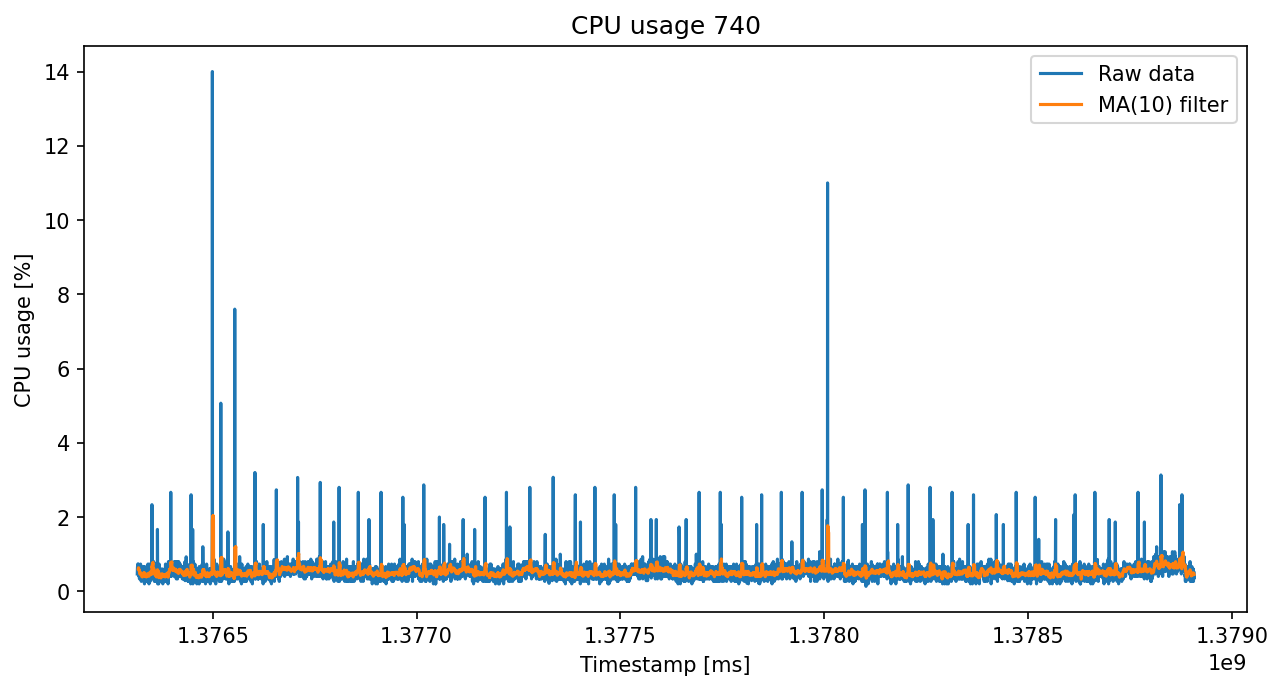 CPU usage 740
Raw data
MA(10) filter
CPU usage [%]
14
12
10
8
6
4
2
0
1.3765 1.3770 1.3775 1.3780 1.3785 1.3790
1e9
Timestamp [ms]